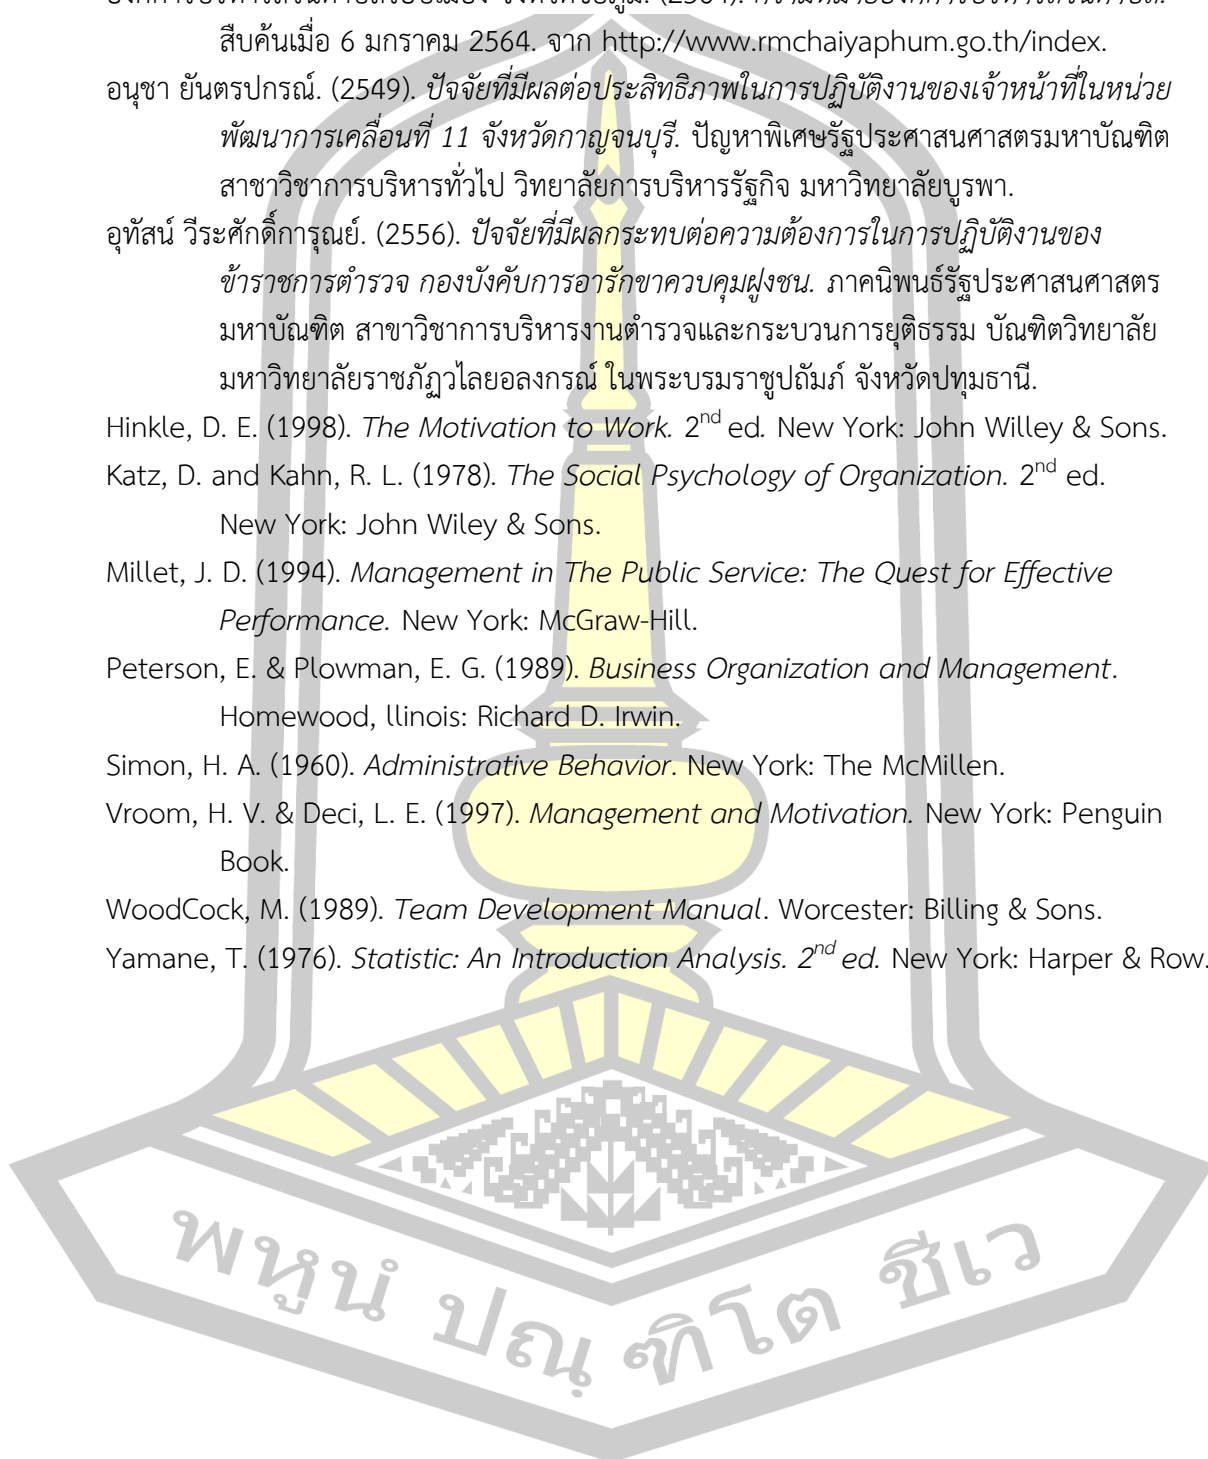 สืบค้นเมื่อ 6 มกราคม 2564. จาก http://www.rmchaiyaphum.go.th/index.
อนุชา ยันตรปกรณ์. (2549). ปัจจัยที่มีผลต่อประสิทธิภาพในการปฏิบัติงานของเจ้าหน้าที่ในหน่วย
พัฒนาการเคลื่อนที่ 11 จังหวัดกาญจนบุรี. ปัญหาพิเศษรัฐประศาสนศาสตรมหาบัณฑิต
สาชาวิชาการบริหารทั่วไป วิทยาลัยการบริหารรัฐกิจ มหาวิทยาลัยบูรพา.
อุทัสน์ วีระศักดิ์การุณย์. (2556). ปัจจัยที่มีผลกระทบต่อความต้องการในการปฏิบัติงานของ
ข้าราชการตำรวจ กองบังคับการอารักขาควบคุมฝูงชน. ภาคนิพนธ์รัฐประศาสนศาสตร
มหาบัณฑิต สาขาวิชาการบริหารงานตำรวจและกระบวนการยุติธรรม บัณฑิตวิทยาลัย
มหาวิทยาลัยราชภัฏวไลยอลงกรณ์ ในพระบรมราชูปถัมภ์ จังหวัดปทุมธานี.
Hinkle, D. E. (1998). The Motivation to Work. 2nd ed. New York: John Willey & Sons.
Katz, D. and Kahn, R. L. (1978). The Social Psychology of Organization. 2nd ed.
New York: John Wiley & Sons.
Millet, J. D. (1994). Management in The Public Service: The Quest for Effective
Performance. New York: McGraw-Hill.
Peterson, E. & Plowman, E. G. (1989). Business Organization and Management.
Homewood, llinois: Richard D. Irwin.
Simon, H. A. (1960). Administrative Behavior. New York: The McMillen.
Vroom, H. V. & Deci, L. E. (1997). Management and Motivation. New York: Penguin
Book.
WoodCock, M. (1989). Team Development Manual. Worcester: Billing & Sons.
Yamane, T. (1976). Statistic: An Introduction Analysis. 2nd ed. New York: Harper & Row.
พหูนํ ปณฺ ฑิโต ชีเว